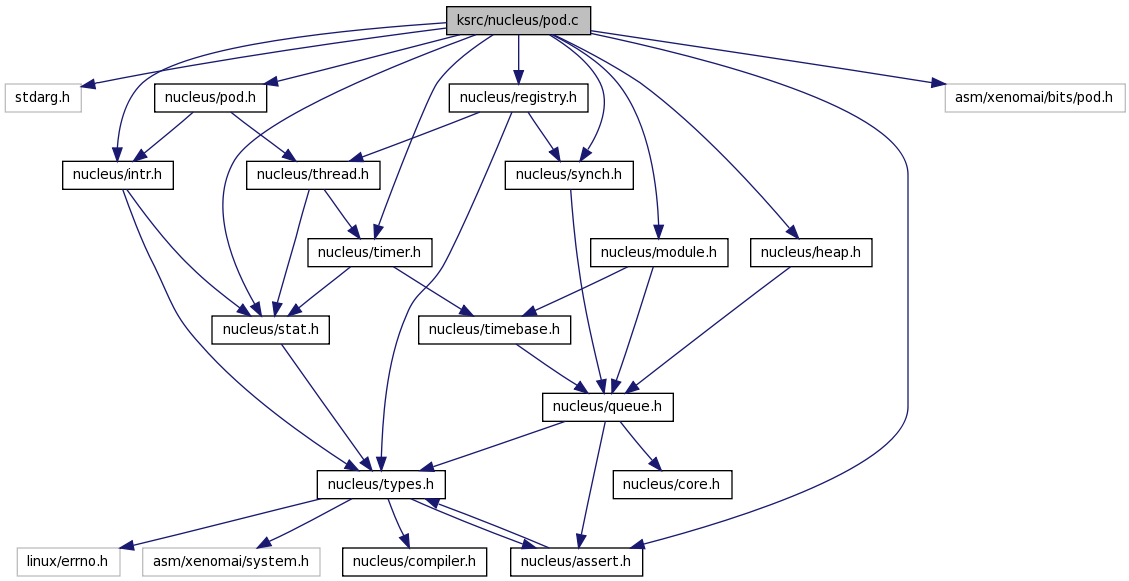 ksrc/nucleus/pod.c
stdarg.h
nucleus/pod.h
nucleus/registry.h
asm/xenomai/bits/pod.h
nucleus/intr.h
nucleus/thread.h
nucleus/synch.h
nucleus/timer.h
nucleus/module.h
nucleus/heap.h
nucleus/stat.h
nucleus/timebase.h
nucleus/queue.h
nucleus/types.h
nucleus/core.h
linux/errno.h
asm/xenomai/system.h
nucleus/compiler.h
nucleus/assert.h